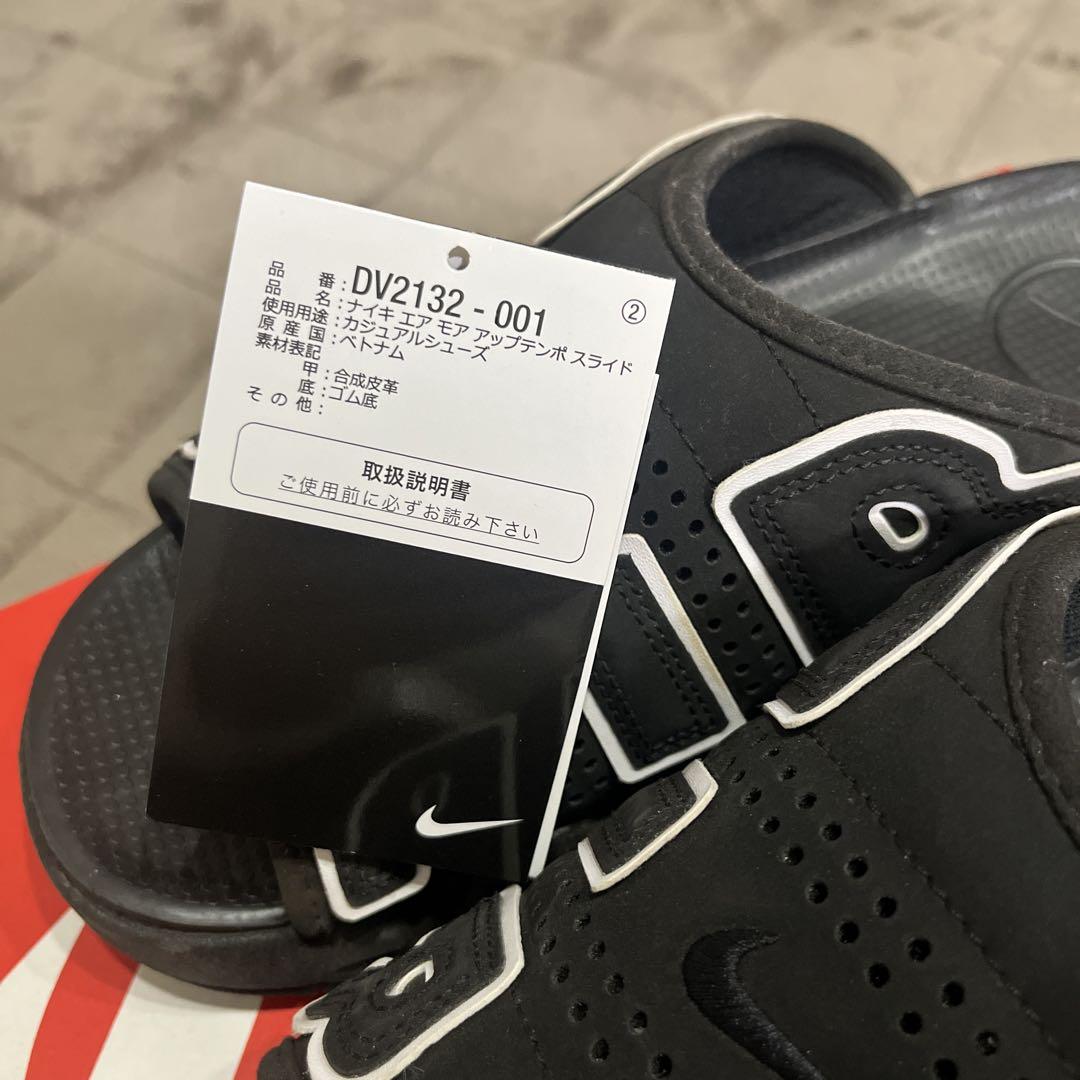 品　番：DV2132 - 001
②
品　名：ナイキ エア モア アップテンポ スライド
使用用途：カジュアルシューズ
原産国：ベトナム
素材表記
甲：合成皮革
底：ゴム底
その他：
取扱説明書
ご使用前に必ずお読み下さい